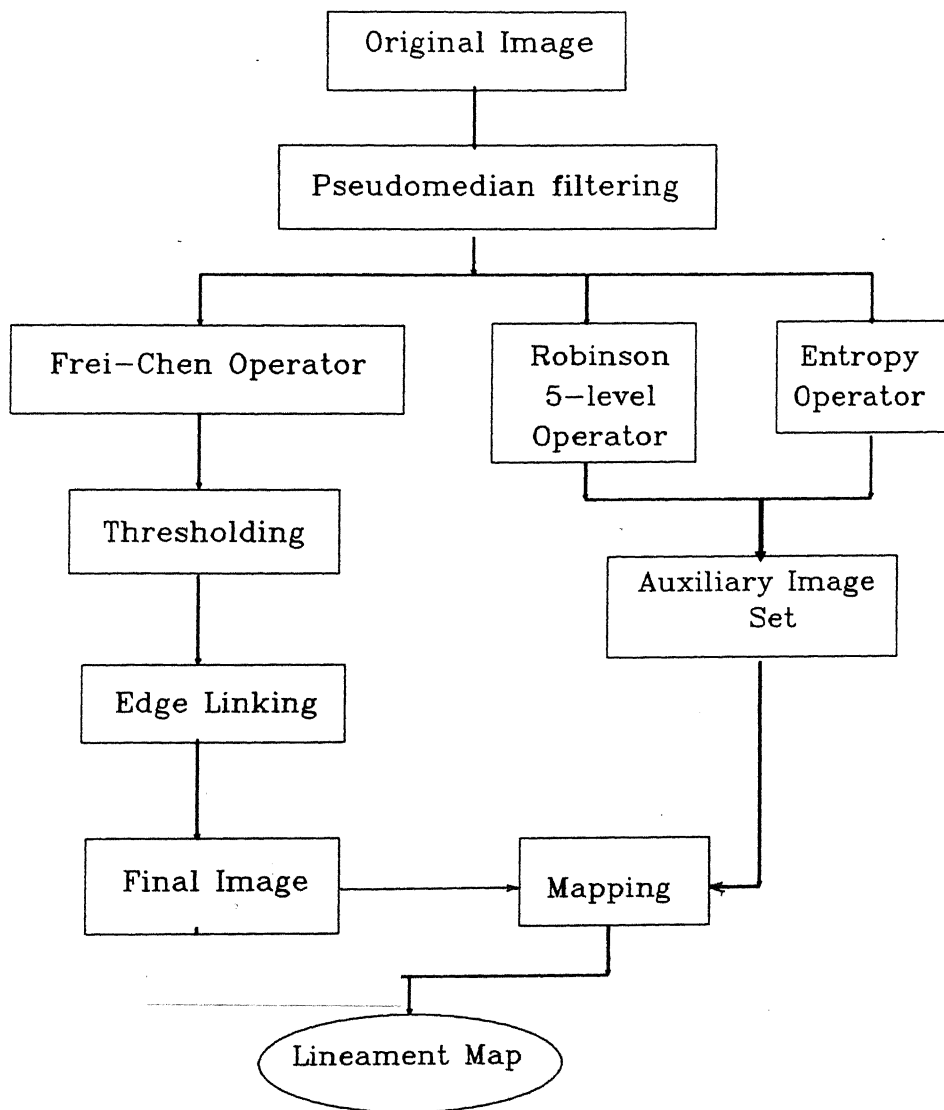 Original Image
Pseudomedian filtering
Frei-Chen Operator
Robinson
5-level
Operator
Entropy
Operator
Thresholding
Auxiliary Image
Set
Edge Linking
Final Image
Mapping
Lineament Map